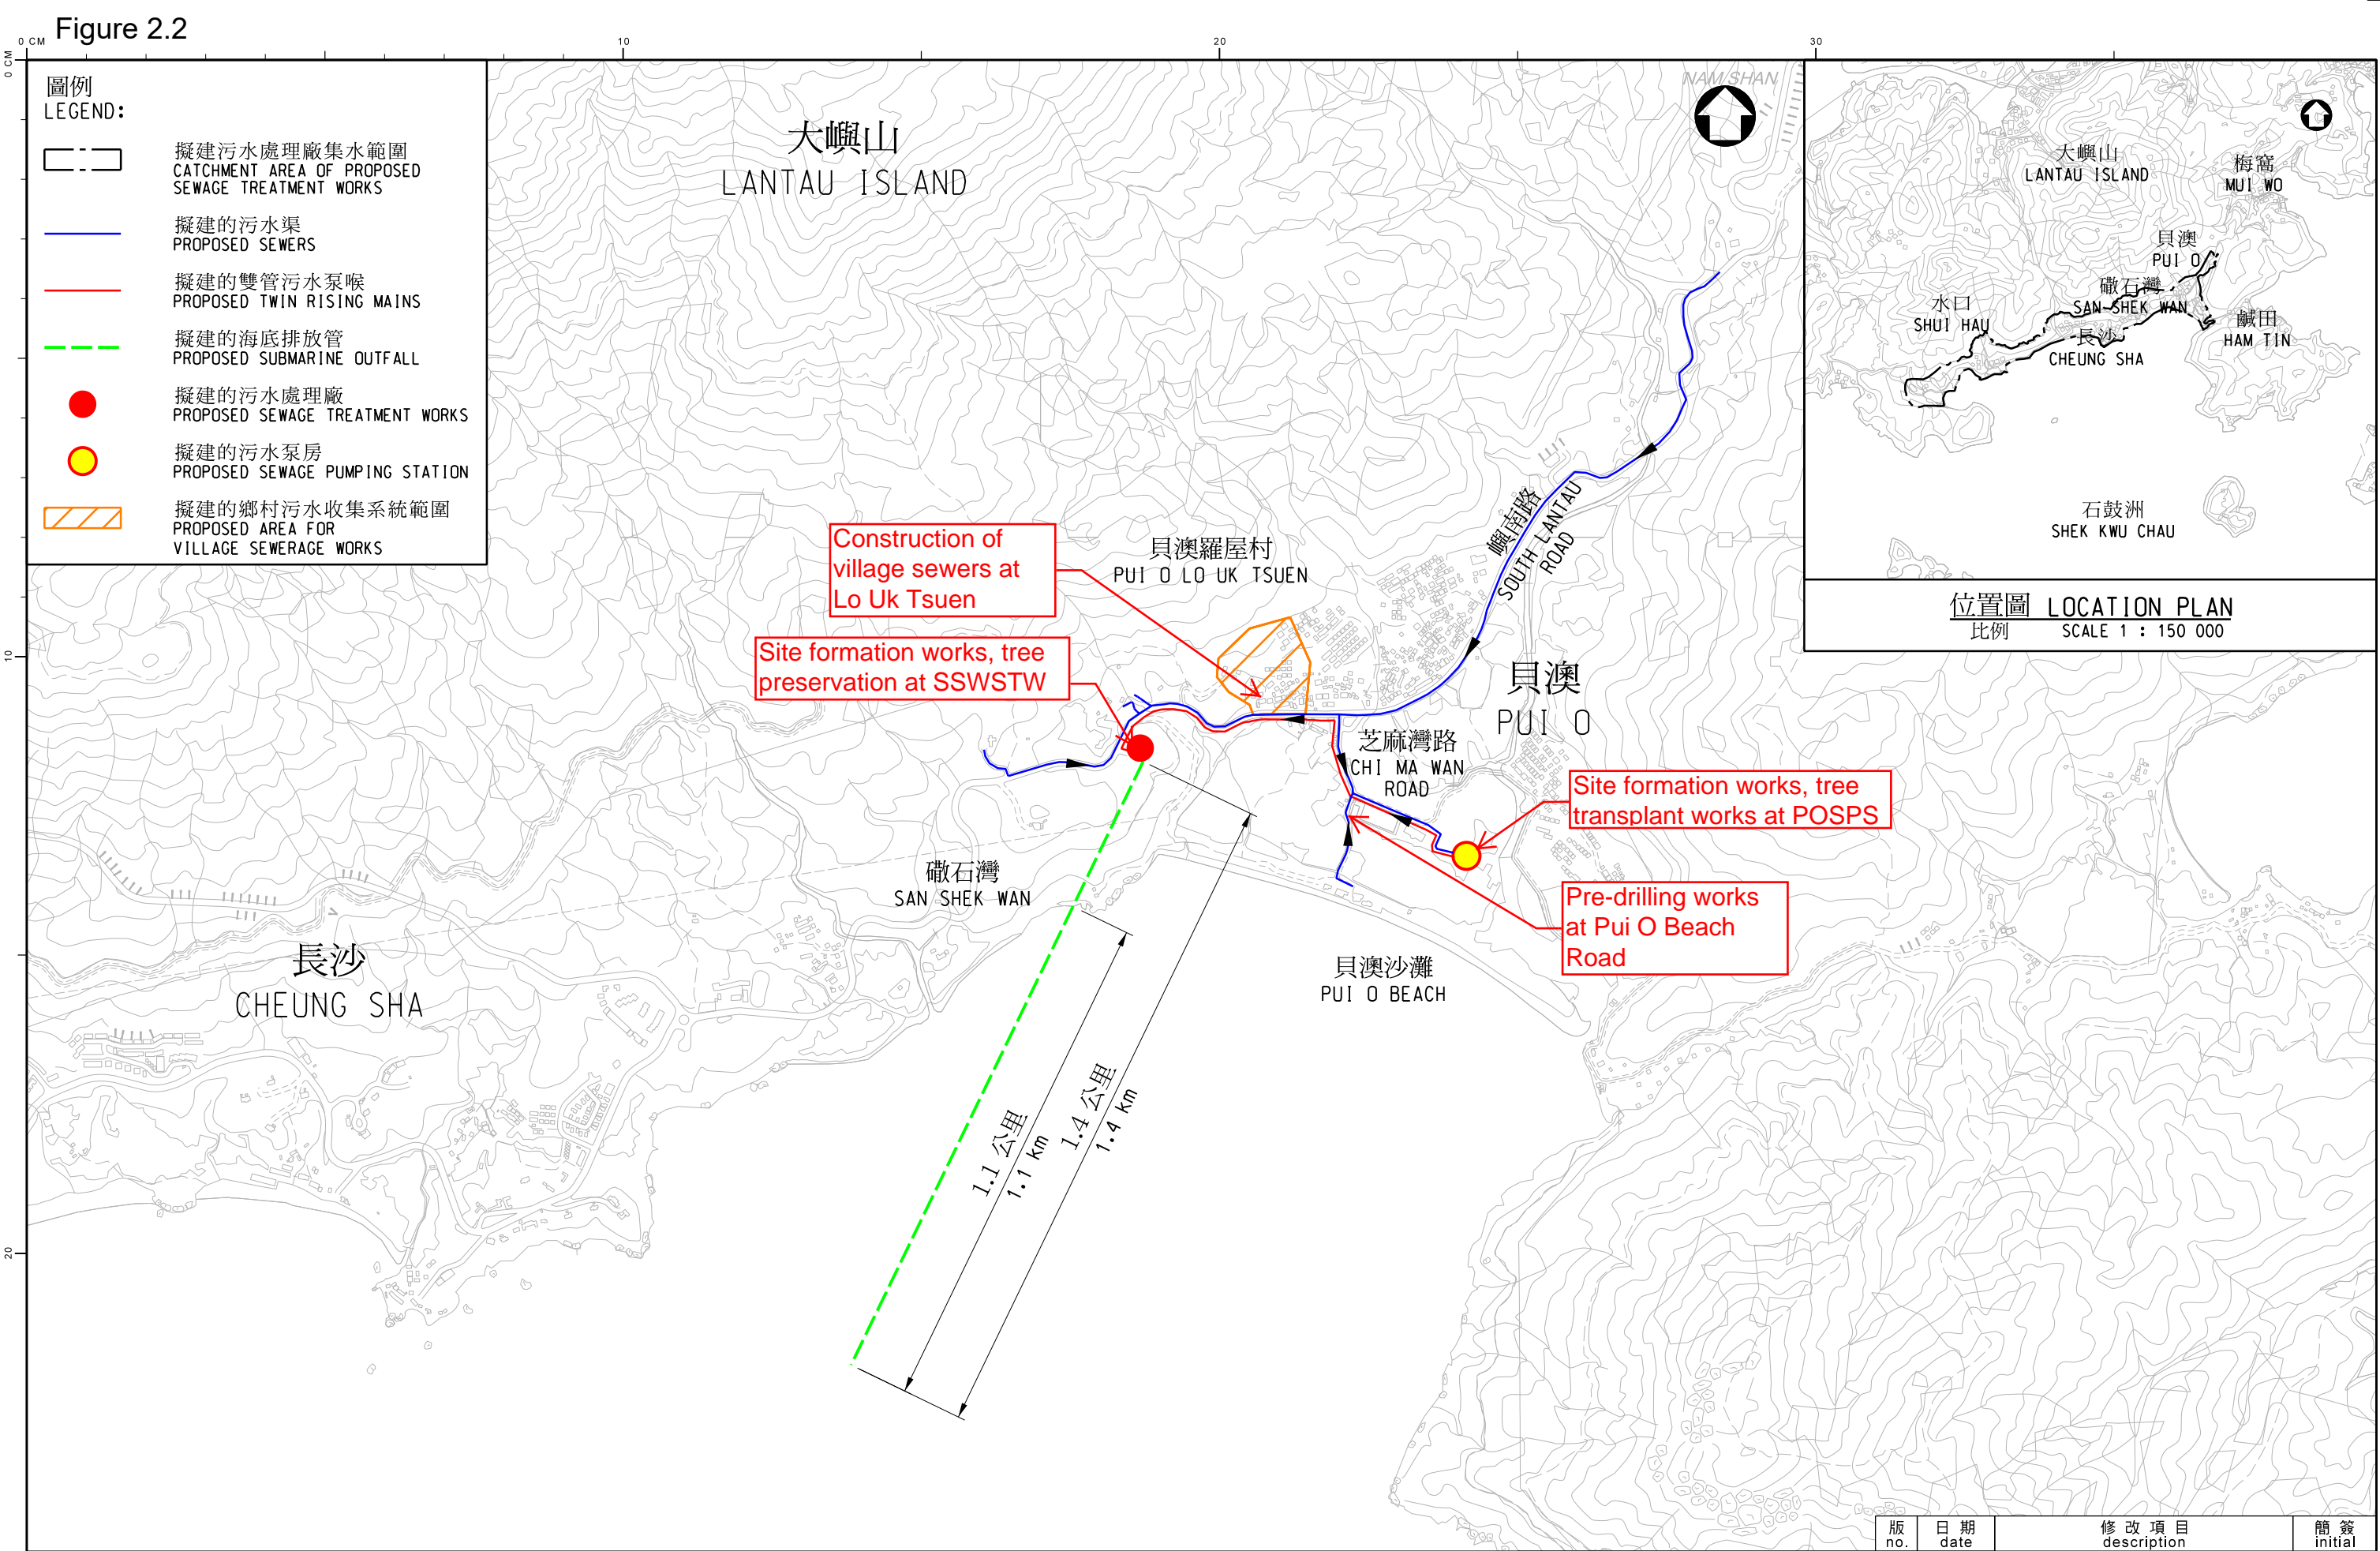 Figure 2.2
0 CM
10
20
30
0 CM
10
20
圖例
LEGEND:
擬建污水處理廠集水範圍
CATCHMENT AREA OF PROPOSED
SEWAGE TREATMENT WORKS
擬建的污水渠
PROPOSED SEWERS
擬建的雙管污水泵喉
PROPOSED TWIN RISING MAINS
擬建的海底排放管
PROPOSED SUBMARINE OUTFALL
擬建的污水處理廠
PROPOSED SEWAGE TREATMENT WORKS
擬建的污水泵房
PROPOSED SEWAGE PUMPING STATION
擬建的鄉村污水收集系統範圍
PROPOSED AREA FOR
VILLAGE SEWERAGE WORKS
大嶼山
LANTAU ISLAND
NAM SHAN
Construction of
village sewers at
Lo Uk Tsuen
貝澳羅屋村
PUI O LO UK TSUEN
嶼南路
SOUTH LANTAU
ROAD
Site formation works, tree
preservation at SSWSTW
貝澳
PUI O
芝麻灣路
CHI MA WAN
ROAD
Site formation works, tree
transplant works at POSPS
Pre-drilling works
at Pui O Beach
Road
磡石灣
SAN SHEK WAN
長沙
CHEUNG SHA
貝澳沙灘
PUI O BEACH
1.1 公里
1.1 km
1.4 公里
1.4 km
大嶼山
LANTAU ISLAND
梅窩
MUI WO
貝澳
PUI O
磡石灣
SAN SHEK WAN
水口
SHUI HAU
鹹田
HAM TIN
長沙
CHEUNG SHA
石鼓洲
SHEK KWU CHAU
位置圖 LOCATION PLAN
比例 SCALE 1 : 150 000
版 日期 修改項目 簡簽
no. date description initial